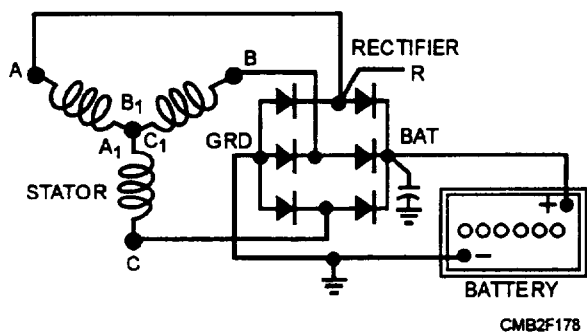 A
B
RECTIFIER
R
B1
A1 C1
GRD
BAT
STATOR
C
+
-
BATTERY
CMB2F178